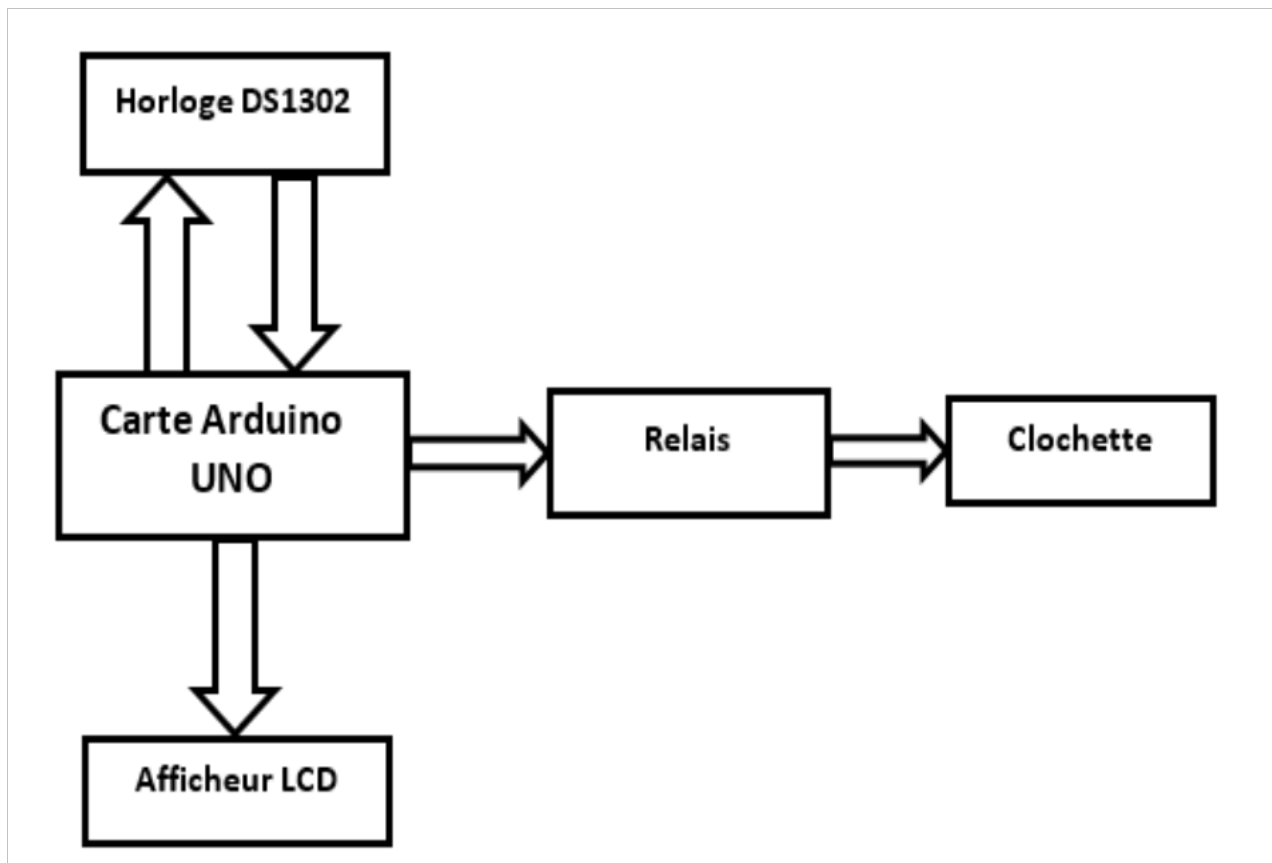 Horloge DS1302
Carte Arduino
UNO
Relais
Clochette
Afficheur LCD